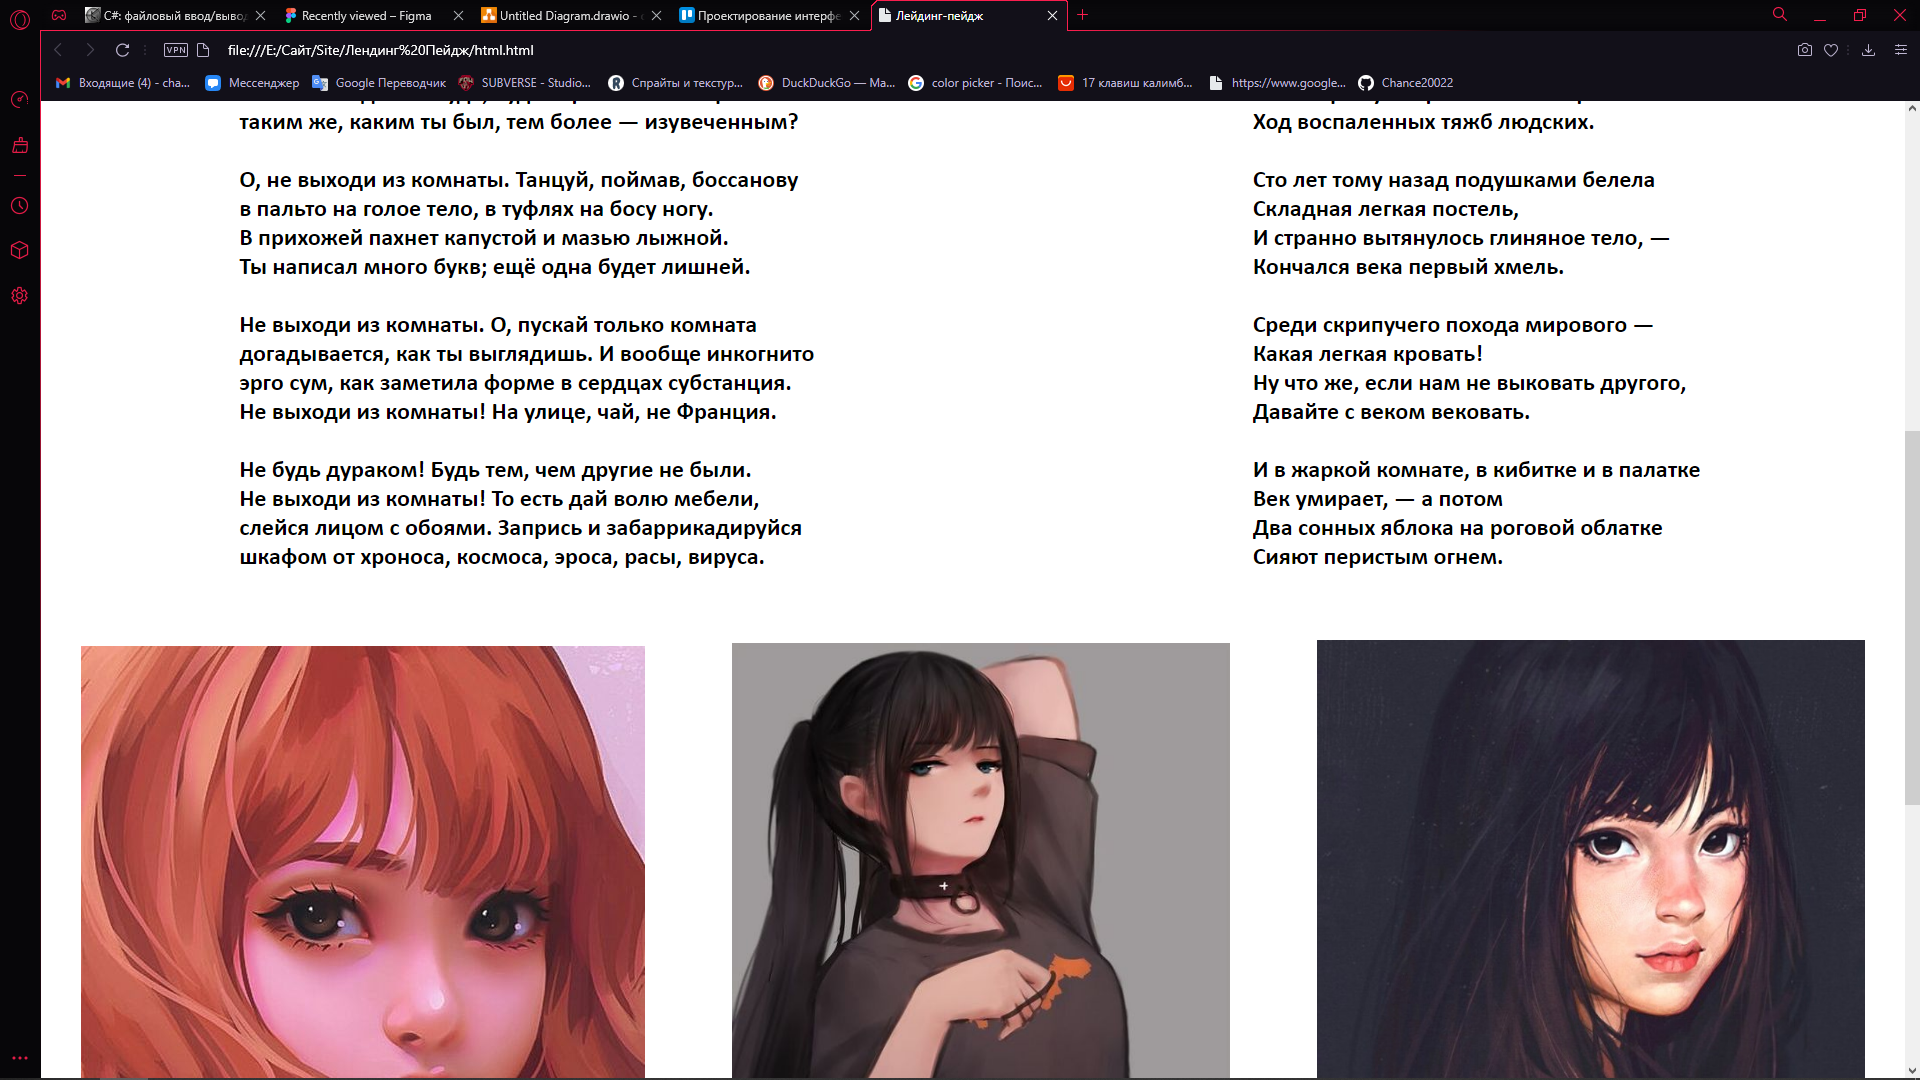 C#: файловый ввод/вывод
Recently viewed – Figma
Untitled Diagram.drawio -
Проектирование интерфе
Лейдинг-пейдж
VPN
file:///E:/Сайт/Site/Лендинг%20Пейдж/html.html
Входящие (4) - cha...
Мессенджер
Google Переводчик
SUBVERSE - Studio...
Спрайты и текстур...
DuckDuckGo — Ма...
color picker - Поис...
17 клавиш калимб...
https://www.google...
Chance20022
таким же, каким ты был, тем более — изувеченным?
О, не выходи из комнаты. Танцуй, поймав, боссанову
в пальто на голое тело, в туфлях на босу ногу.
В прихожей пахнет капустой и мазью лыжной.
Ты написал много букв; ещё одна будет лишней.
Не выходи из комнаты. О, пускай только комната
догадывается, как ты выглядишь. И вообще инкогнито
эрго сум, как заметила форме в сердцах субстанция.
Не выходи из комнаты! На улице, чай, не Франция.
Не будь дураком! Будь тем, чем другие не были.
Не выходи из комнаты! То есть дай волю мебели,
слейся лицом с обоями. Запрись и забаррикадируйся
шкафом от хроноса, космоса, эроса, расы, вируса.
Ход воспаленных тяжб людских.
Сто лет тому назад подушками белела
Складная легкая постель,
И странно вытянулось глиняное тело, —
Кончался века первый хмель.
Среди скрипучего похода мирового —
Какая легкая кровать!
Ну что же, если нам не выковать другого,
Давайте с веком вековать.
И в жаркой комнате, в кибитке и в палатке
Век умирает, — а потом
Два сонных яблока на роговой облатке
Сияют перистым огнем.